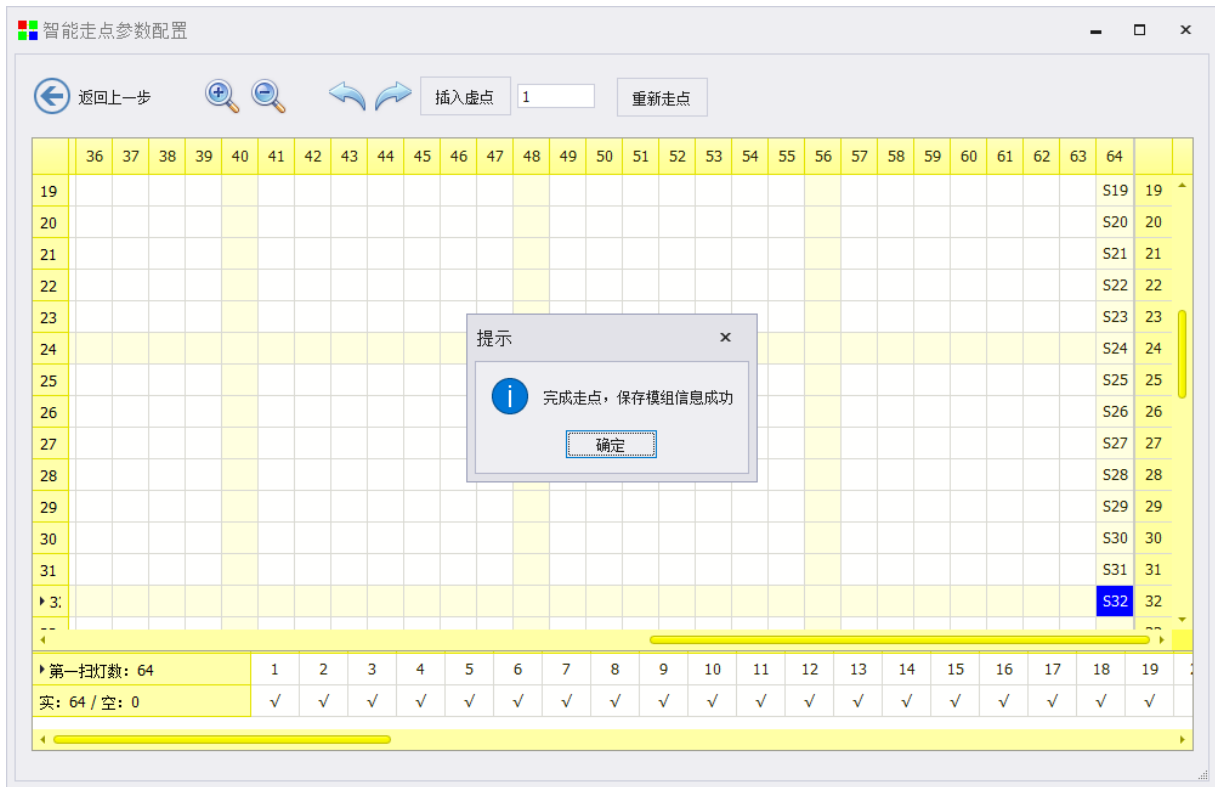 智能走点参数配置
返回上一步 插入虚点 1 重新走点
36 37 38 39 40 41 42 43 44 45 46 47 48 49 50 51 52 53 54 55 56 57 58 59 60 61 62 63 64
19 S19 19
20 S20 20
21 S21 21
22 S22 22
23 S23 23
24 S24 24
25 S25 25
26 S26 26
27 S27 27
28 S28 28
29 S29 29
30 S30 30
31 S31 31
S32 32
提示
完成走点，保存模组信息成功
确定
第一扫灯数：64 1 2 3 4 5 6 7 8 9 10 11 12 13 14 15 16 17 18 19
实：64 / 空：0 √ √ √ √ √ √ √ √ √ √ √ √ √ √ √ √ √ √ √